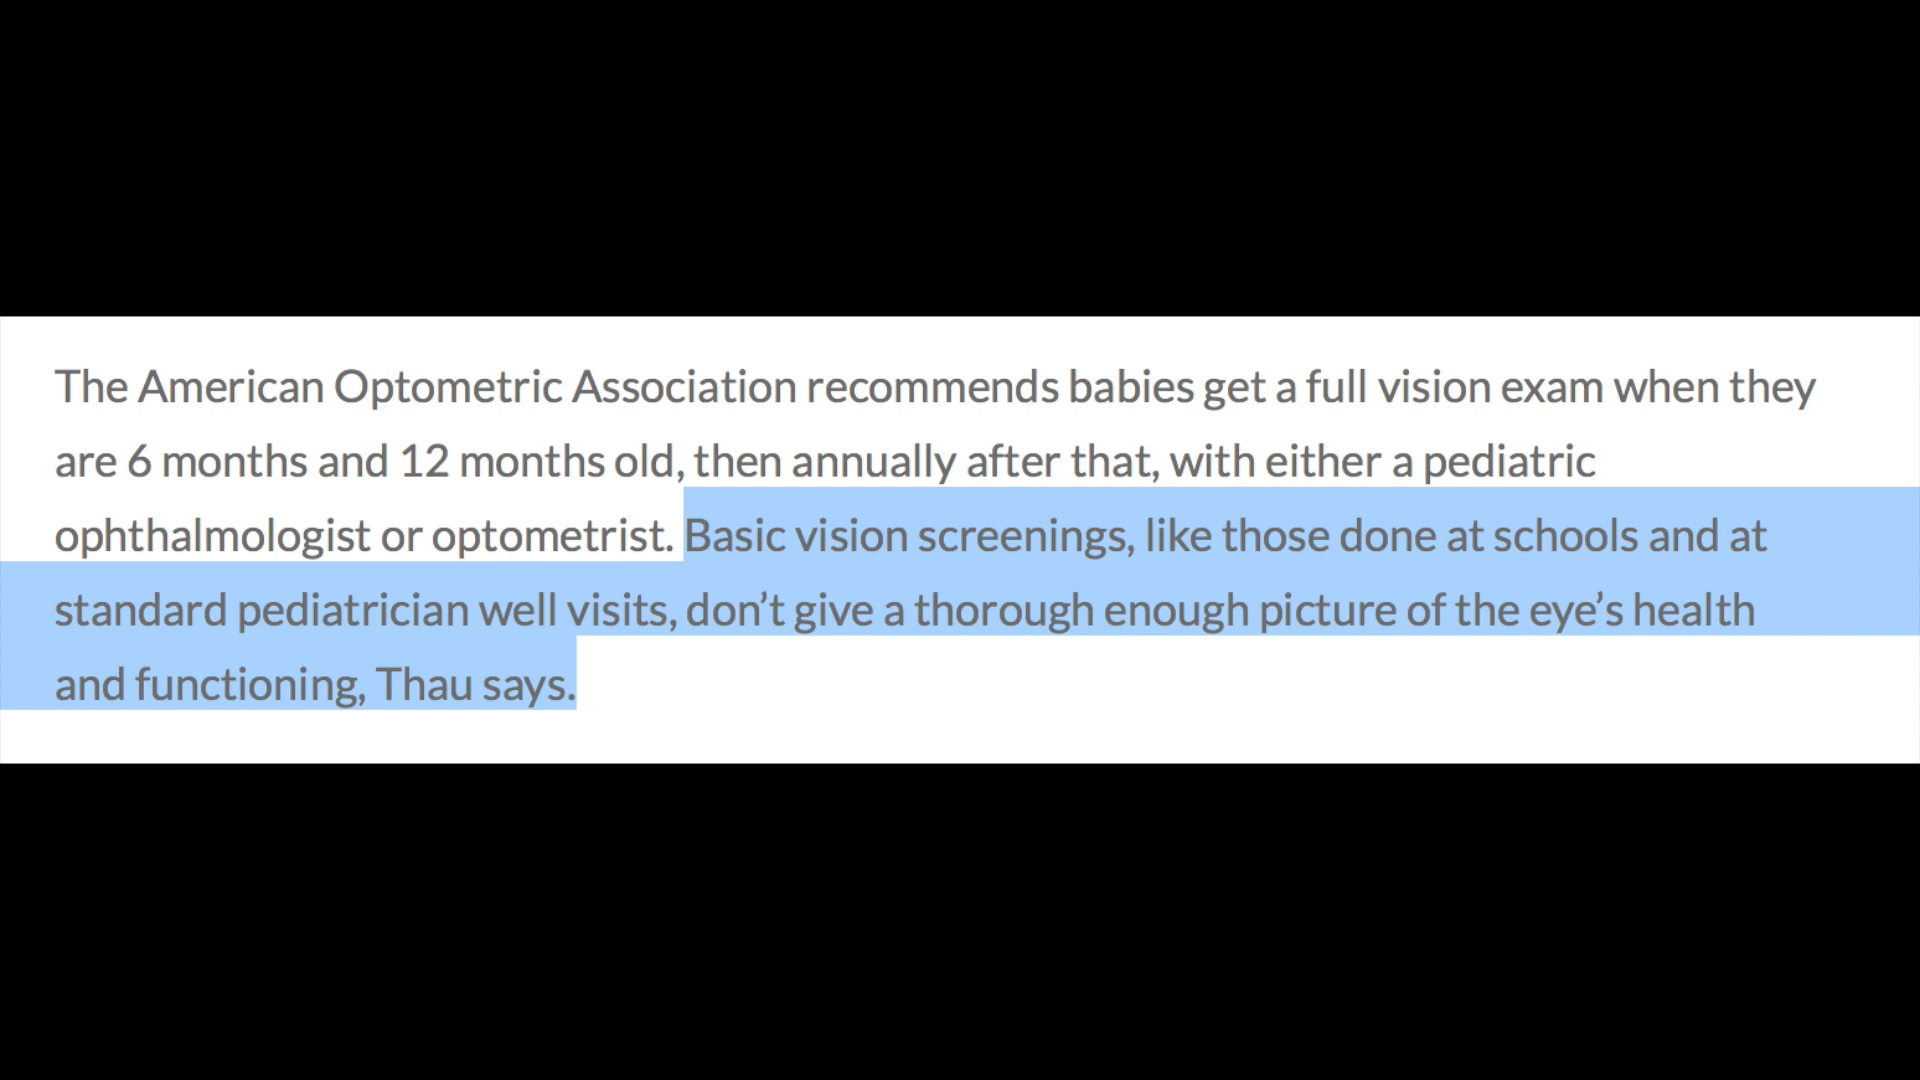 The American Optometric Association recommends babies get a full vision exam when they
are 6 months and 12 months old, then annually after that, with either a pediatric
ophthalmologist or optometrist. Basic vision screenings, like those done at schools and at
standard pediatrician well visits, don’t give a thorough enough picture of the eye’s health
and functioning, Thau says.